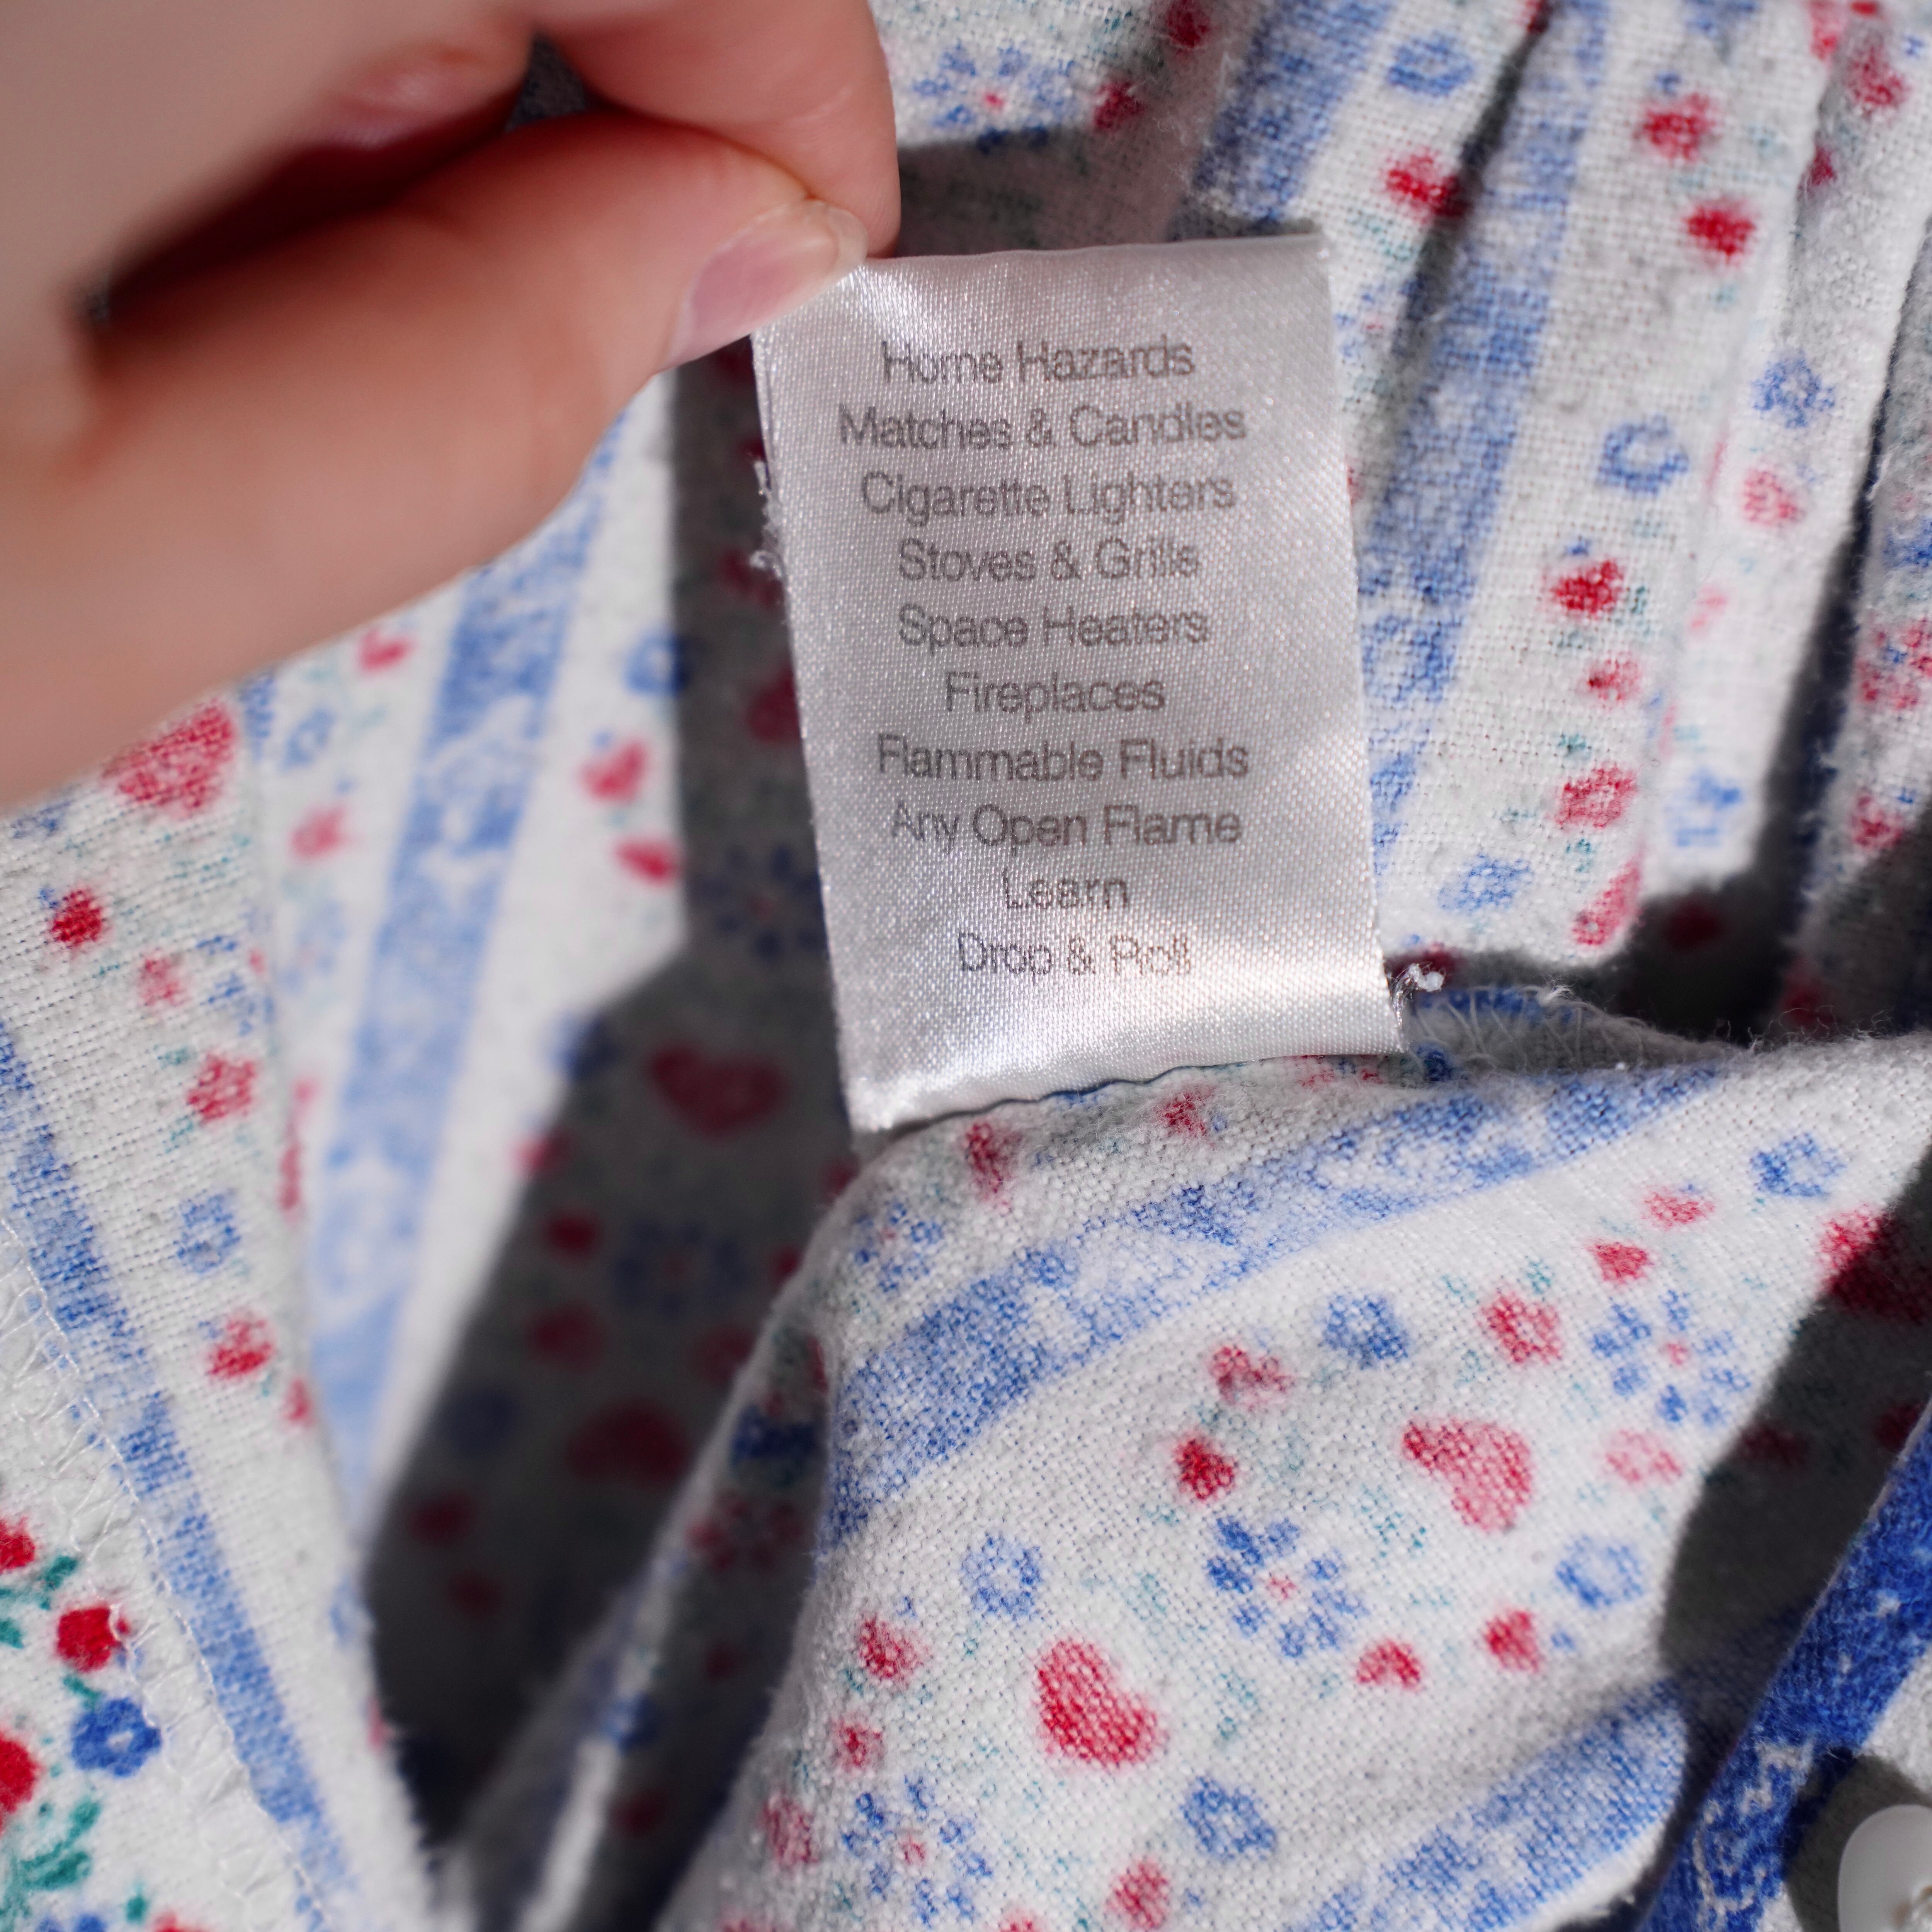 Home Hazards
Matches & Candles
Cigarette Lighters
Stoves & Grills
Space Heaters
Fireplaces
Flammable Fluids
Any Open Flame
Learn
Drop & Roll